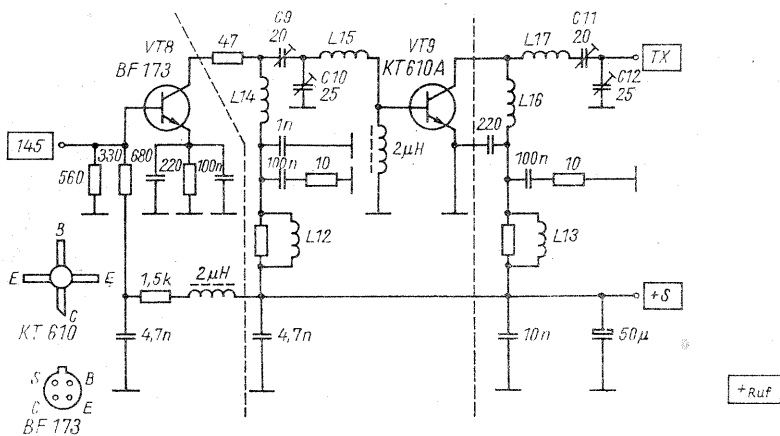 C9
20
L15
C11
20
L17
VT8
BF 173
47
VT9
KT 610A
TX
C10
25
C12
25
L14
L16
1n
220
145
330
680
220
100n
100n
10
2µH
100n
10
560
L12
L13
B
E
E
C
KT 610
1,5k
2µH
+S
4,7n
4,7n
10n
50µ
S
B
C
E
BF 173
+Ruf